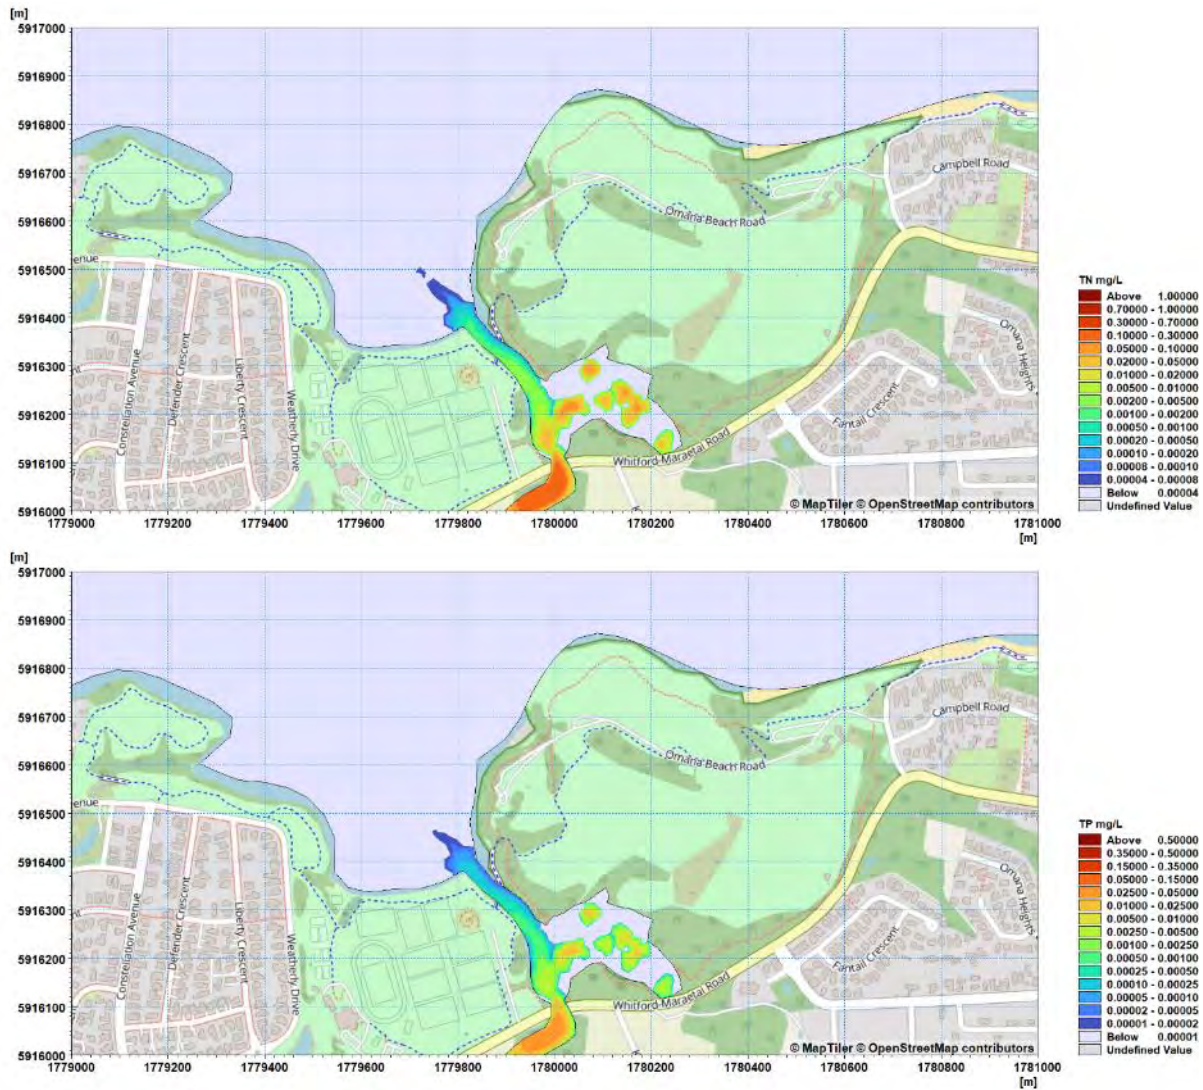 [m]
5917000
5916900
5916800
5916700
5916600
5916500
5916400
5916300
5916200
5916100
5916000
Campbell Road
Omana Beach Road
enue
Constellation Avenue
Defender Crescent
Liberty Crescent
Weatherly Drive
Omana Heights
Fantail Crescent
Whitford-Maraetai Road
© MapTiler © OpenStreetMap contributors
1779000 1779200 1779400 1779600 1779800 1780000 1780200 1780400 1780600 1780800 1781000
[m]
TN mg/L
Above 1.00000
0.70000 - 1.00000
0.30000 - 0.70000
0.10000 - 0.30000
0.05000 - 0.10000
0.02000 - 0.05000
0.01000 - 0.02000
0.00500 - 0.01000
0.00200 - 0.00500
0.00100 - 0.00200
0.00050 - 0.00100
0.00020 - 0.00050
0.00010 - 0.00020
0.00008 - 0.00010
0.00004 - 0.00008
Below 0.00004
Undefined Value
[m]
5917000
5916900
5916800
5916700
5916600
5916500
5916400
5916300
5916200
5916100
5916000
Campbell Road
Omana Beach Road
enue
Constellation Avenue
Defender Crescent
Liberty Crescent
Weatherly Drive
Omana Heights
Fantail Crescent
Whitford-Maraetai Road
© MapTiler © OpenStreetMap contributors
1779000 1779200 1779400 1779600 1779800 1780000 1780200 1780400 1780600 1780800 1781000
[m]
TP mg/L
Above 0.50000
0.35000 - 0.50000
0.15000 - 0.35000
0.05000 - 0.15000
0.02500 - 0.05000
0.01000 - 0.02500
0.00500 - 0.01000
0.00250 - 0.00500
0.00100 - 0.00250
0.00050 - 0.00100
0.00025 - 0.00050
0.00010 - 0.00025
0.00005 - 0.00010
0.00002 - 0.00005
0.00001 - 0.00002
Below 0.00001
Undefined Value